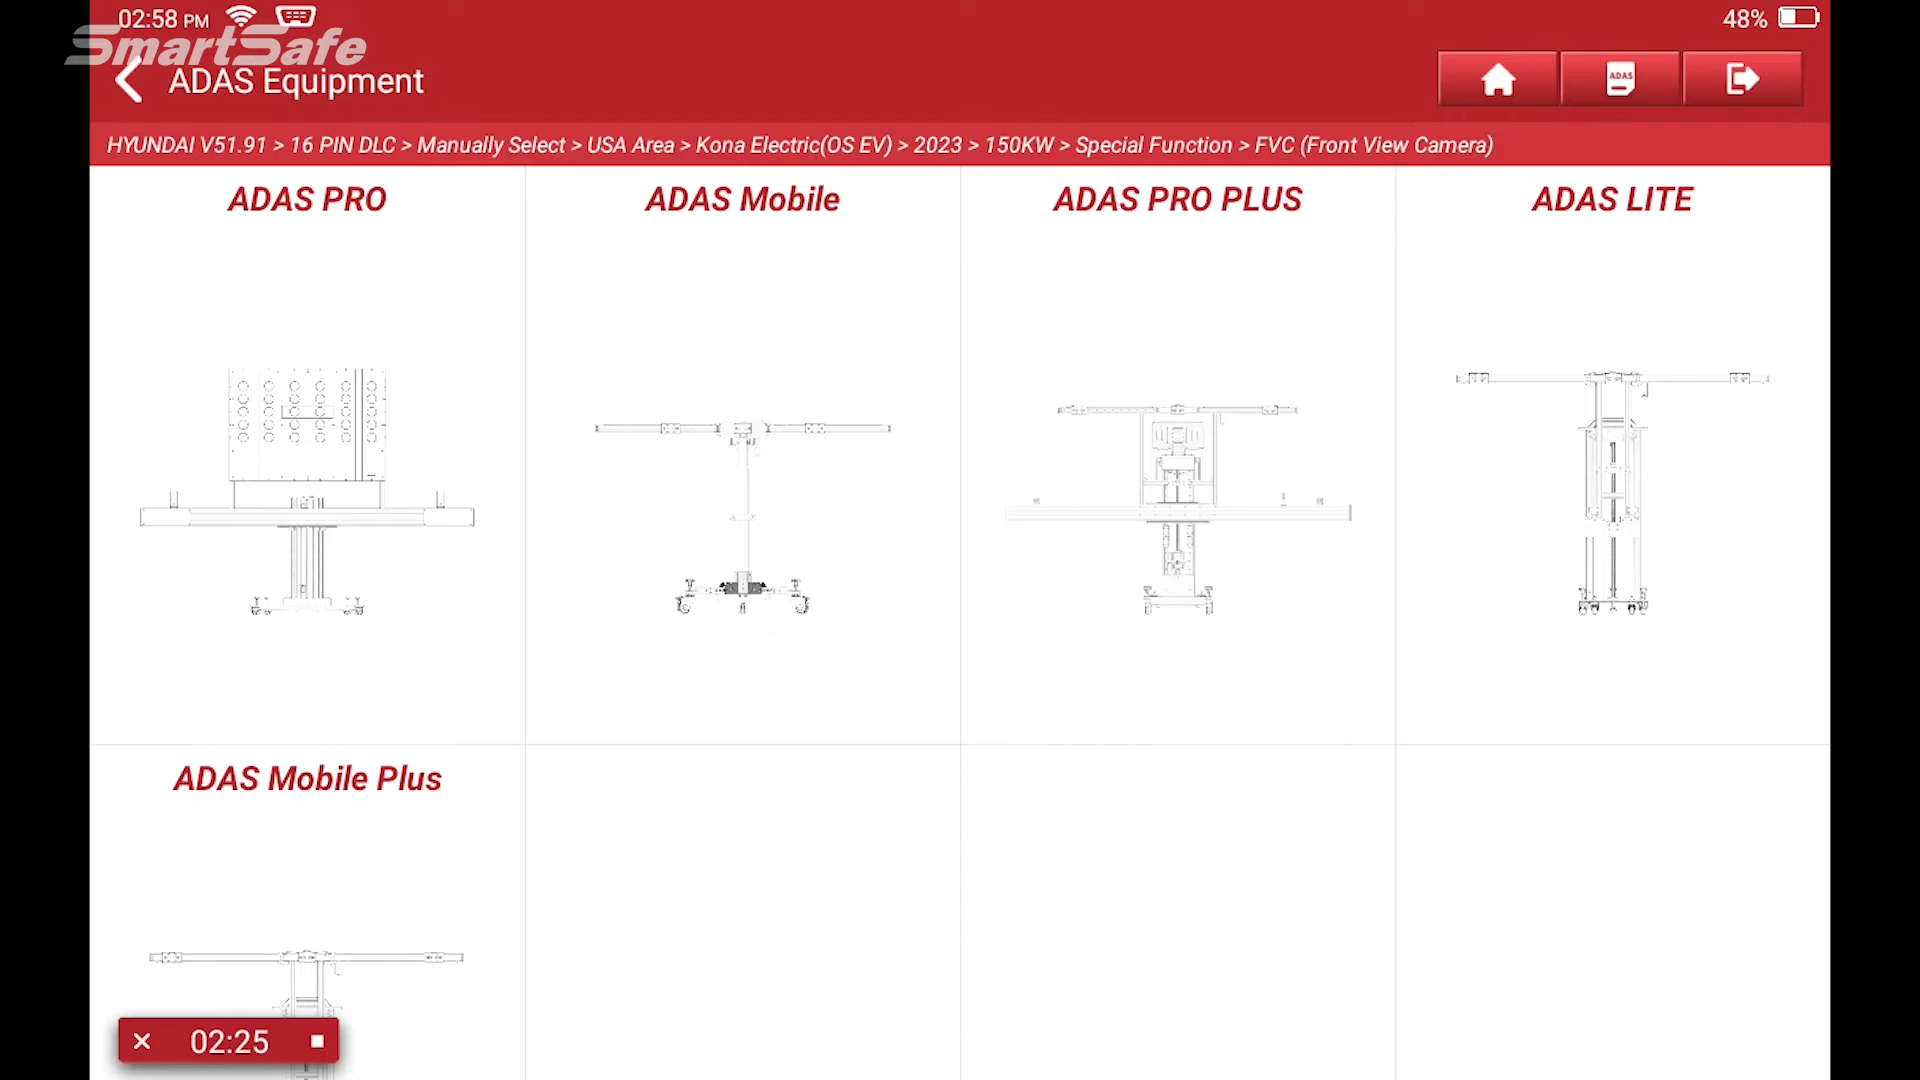 02:58 PM
48%
SmartSafe
ADAS Equipment
ADAS
HYUNDAI V51.91 > 16 PIN DLC > Manually Select > USA Area > Kona Electric(OS EV) > 2023 > 150KW > Special Function > FVC (Front View Camera)
ADAS PRO
ADAS Mobile
ADAS PRO PLUS
ADAS LITE
ADAS Mobile Plus
02:25